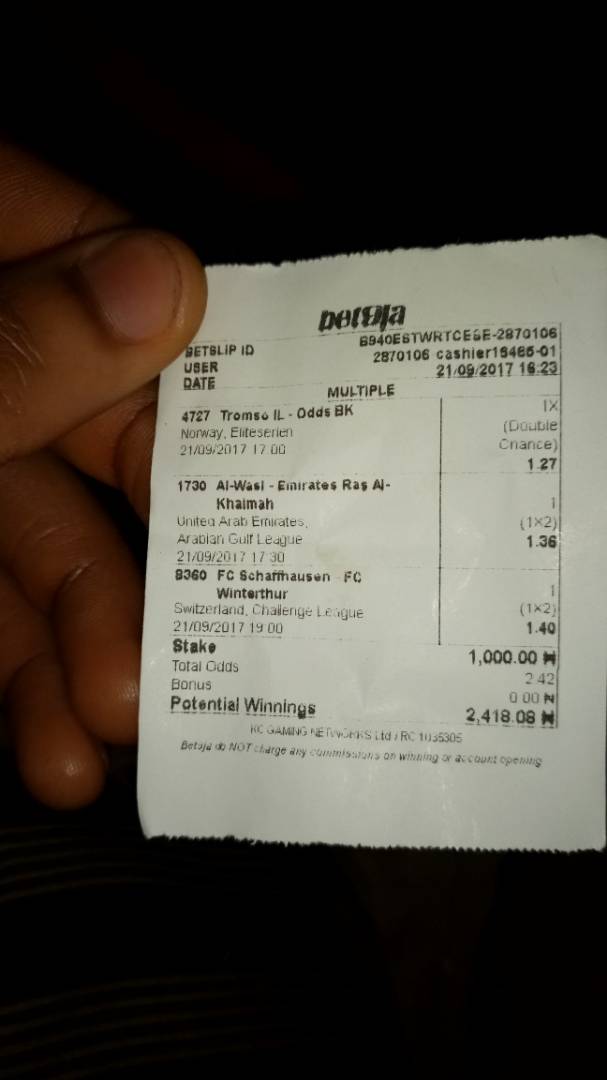 bet9ja
BETSLIP ID B940E6TWRTCE6E-2870106
USER 2870106 cashier16466-01
DATE 21/09/2017 16:23
MULTIPLE
4727 Tromso IL - Odds BK 1X
Norway, Eliteserien (Double
21/09/2017 17:00 Chance)
1.27
1730 Al-Wasl - Emirates Ras Al-
Khaimah 1
United Arab Emirates, (1X2)
Arabian Gulf League 1.36
21/09/2017 17:30
8360 FC Schaffhausen - FC
Winterthur 1
Switzerland, Challenge League (1X2)
21/09/2017 19:00 1.40
Stake 1,000.00 ₦
Total Odds 2.42
Bonus 0.00 ₦
Potential Winnings 2,418.08 ₦
KC GAMING NETWORKS Ltd / RC 1035305
Bet9ja do NOT charge any commissions on winning or account opening